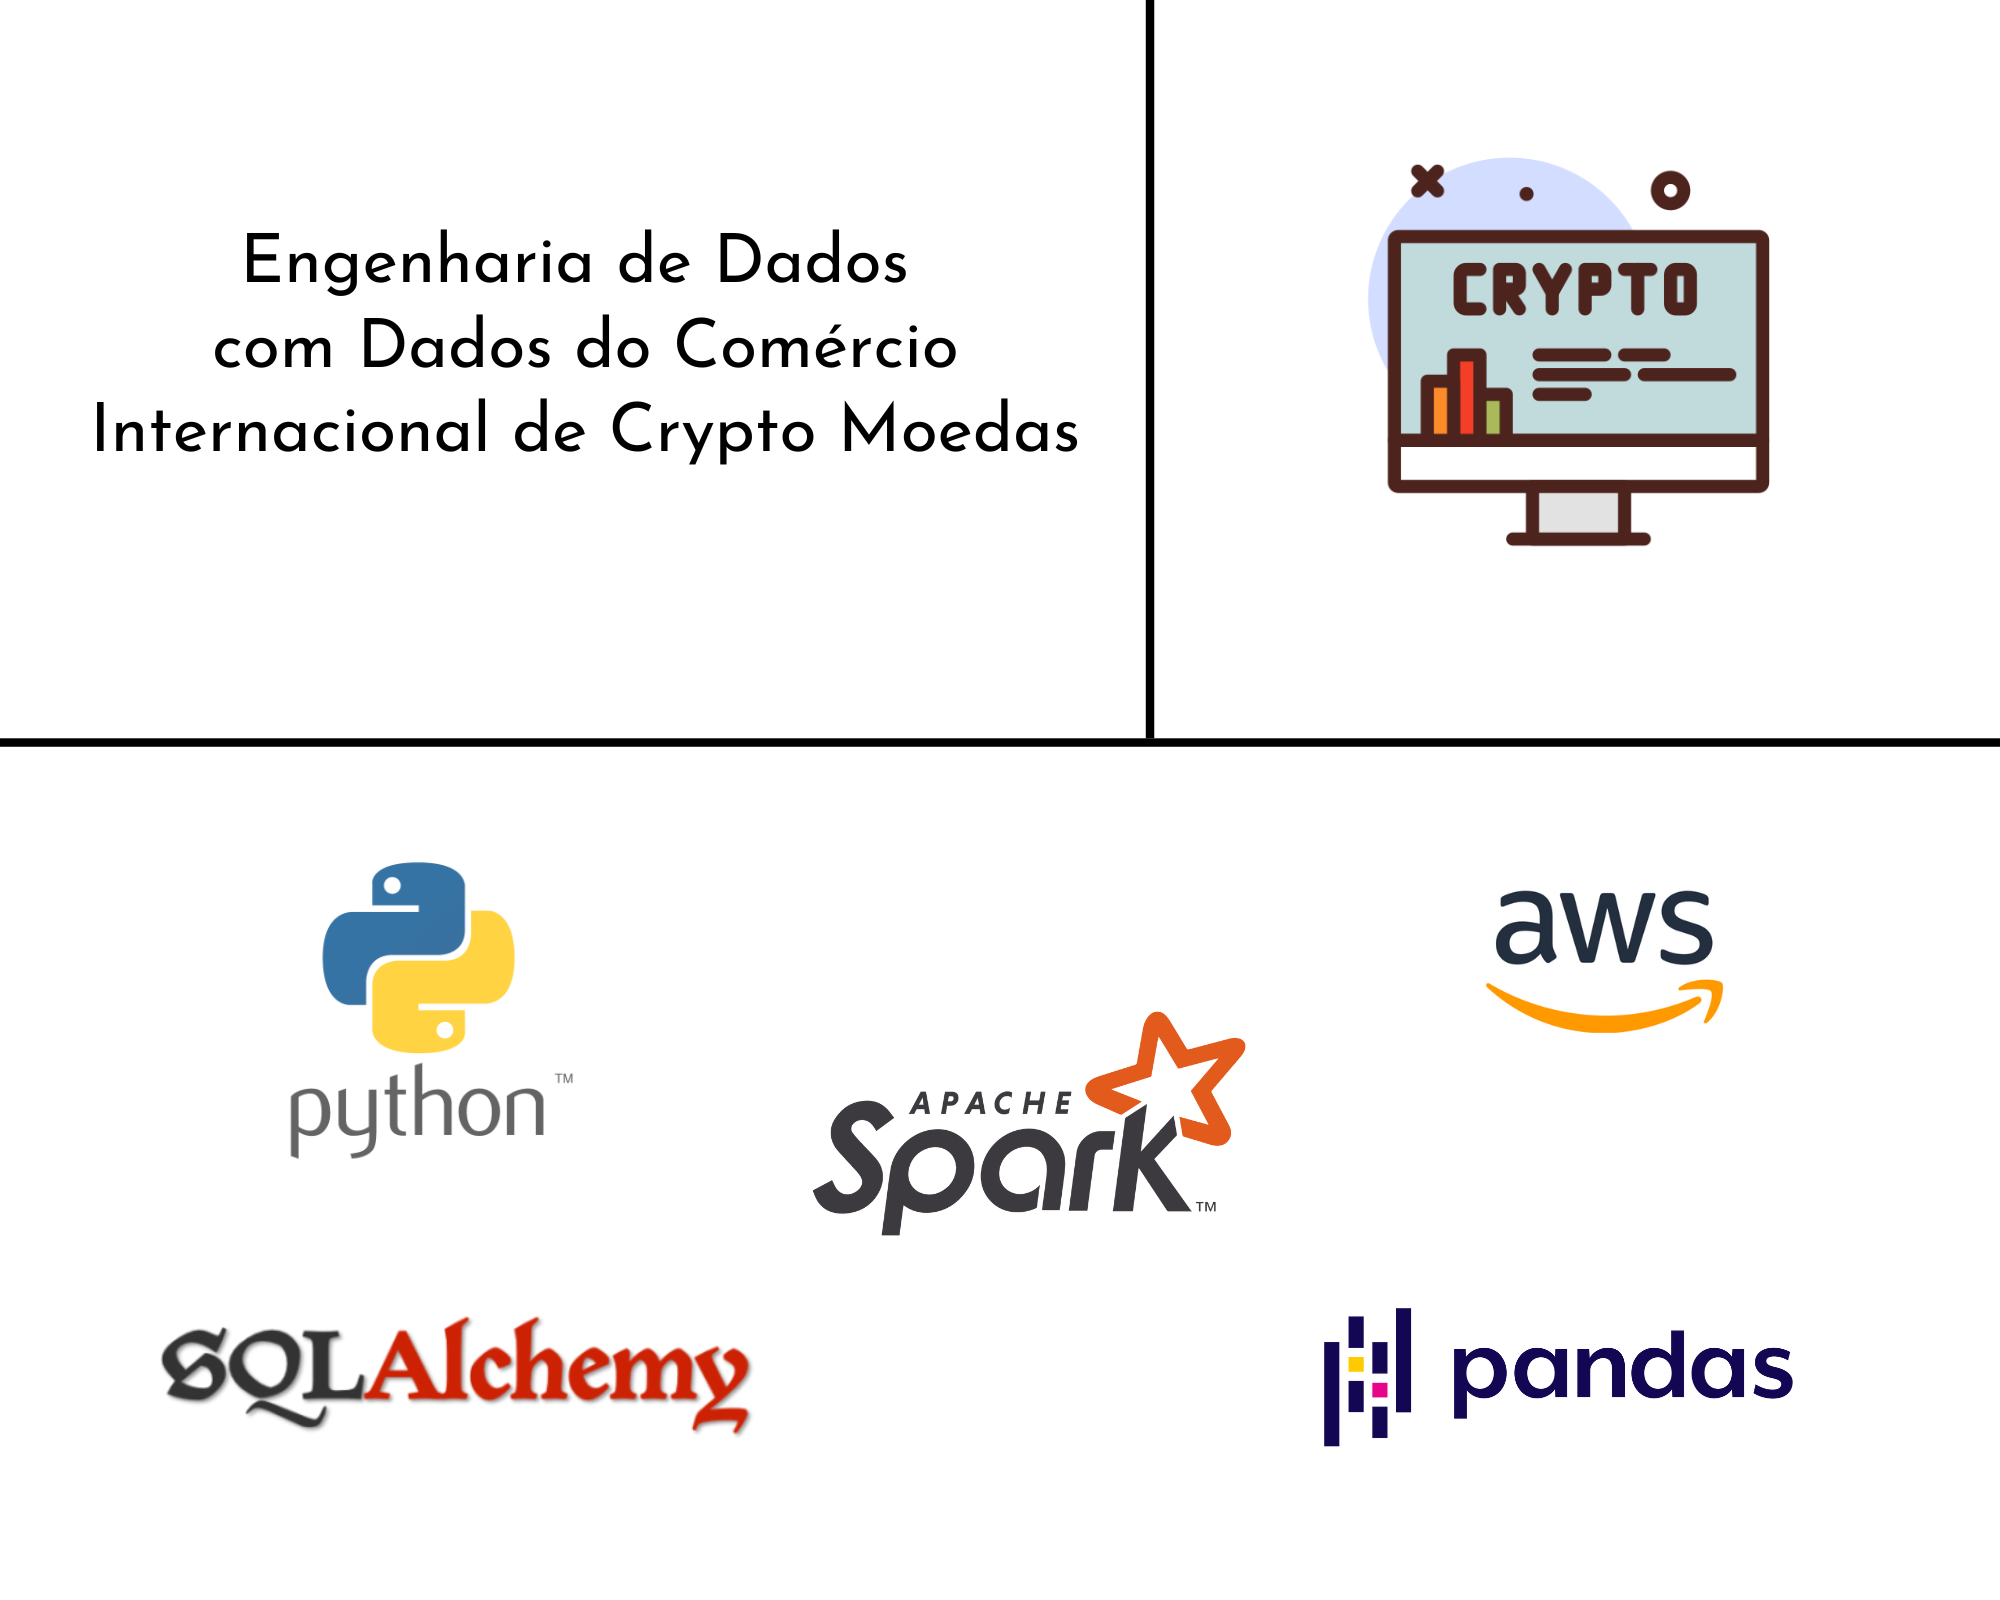 Engenharia de Dados
com Dados do Comércio
Internacional de Crypto Moedas
CRYPTO
python™
aws
APACHE
Spark™
SQLAlchemy
pandas